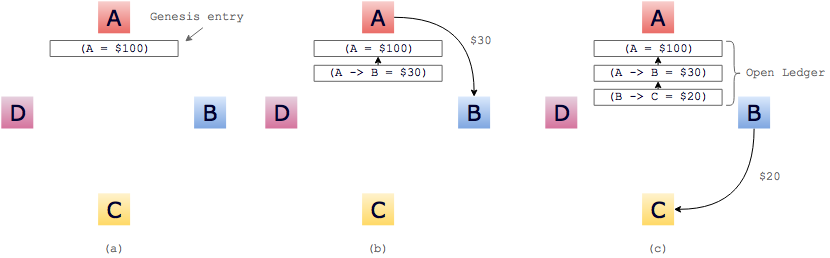 A
Genesis entry
(A = $100)
D
B
C
(a)
A
$30
(A = $100)
(A -> B = $30)
D
B
C
(b)
A
(A = $100)
(A -> B = $30)
Open Ledger
(B -> C = $20)
D
B
$20
C
(c)